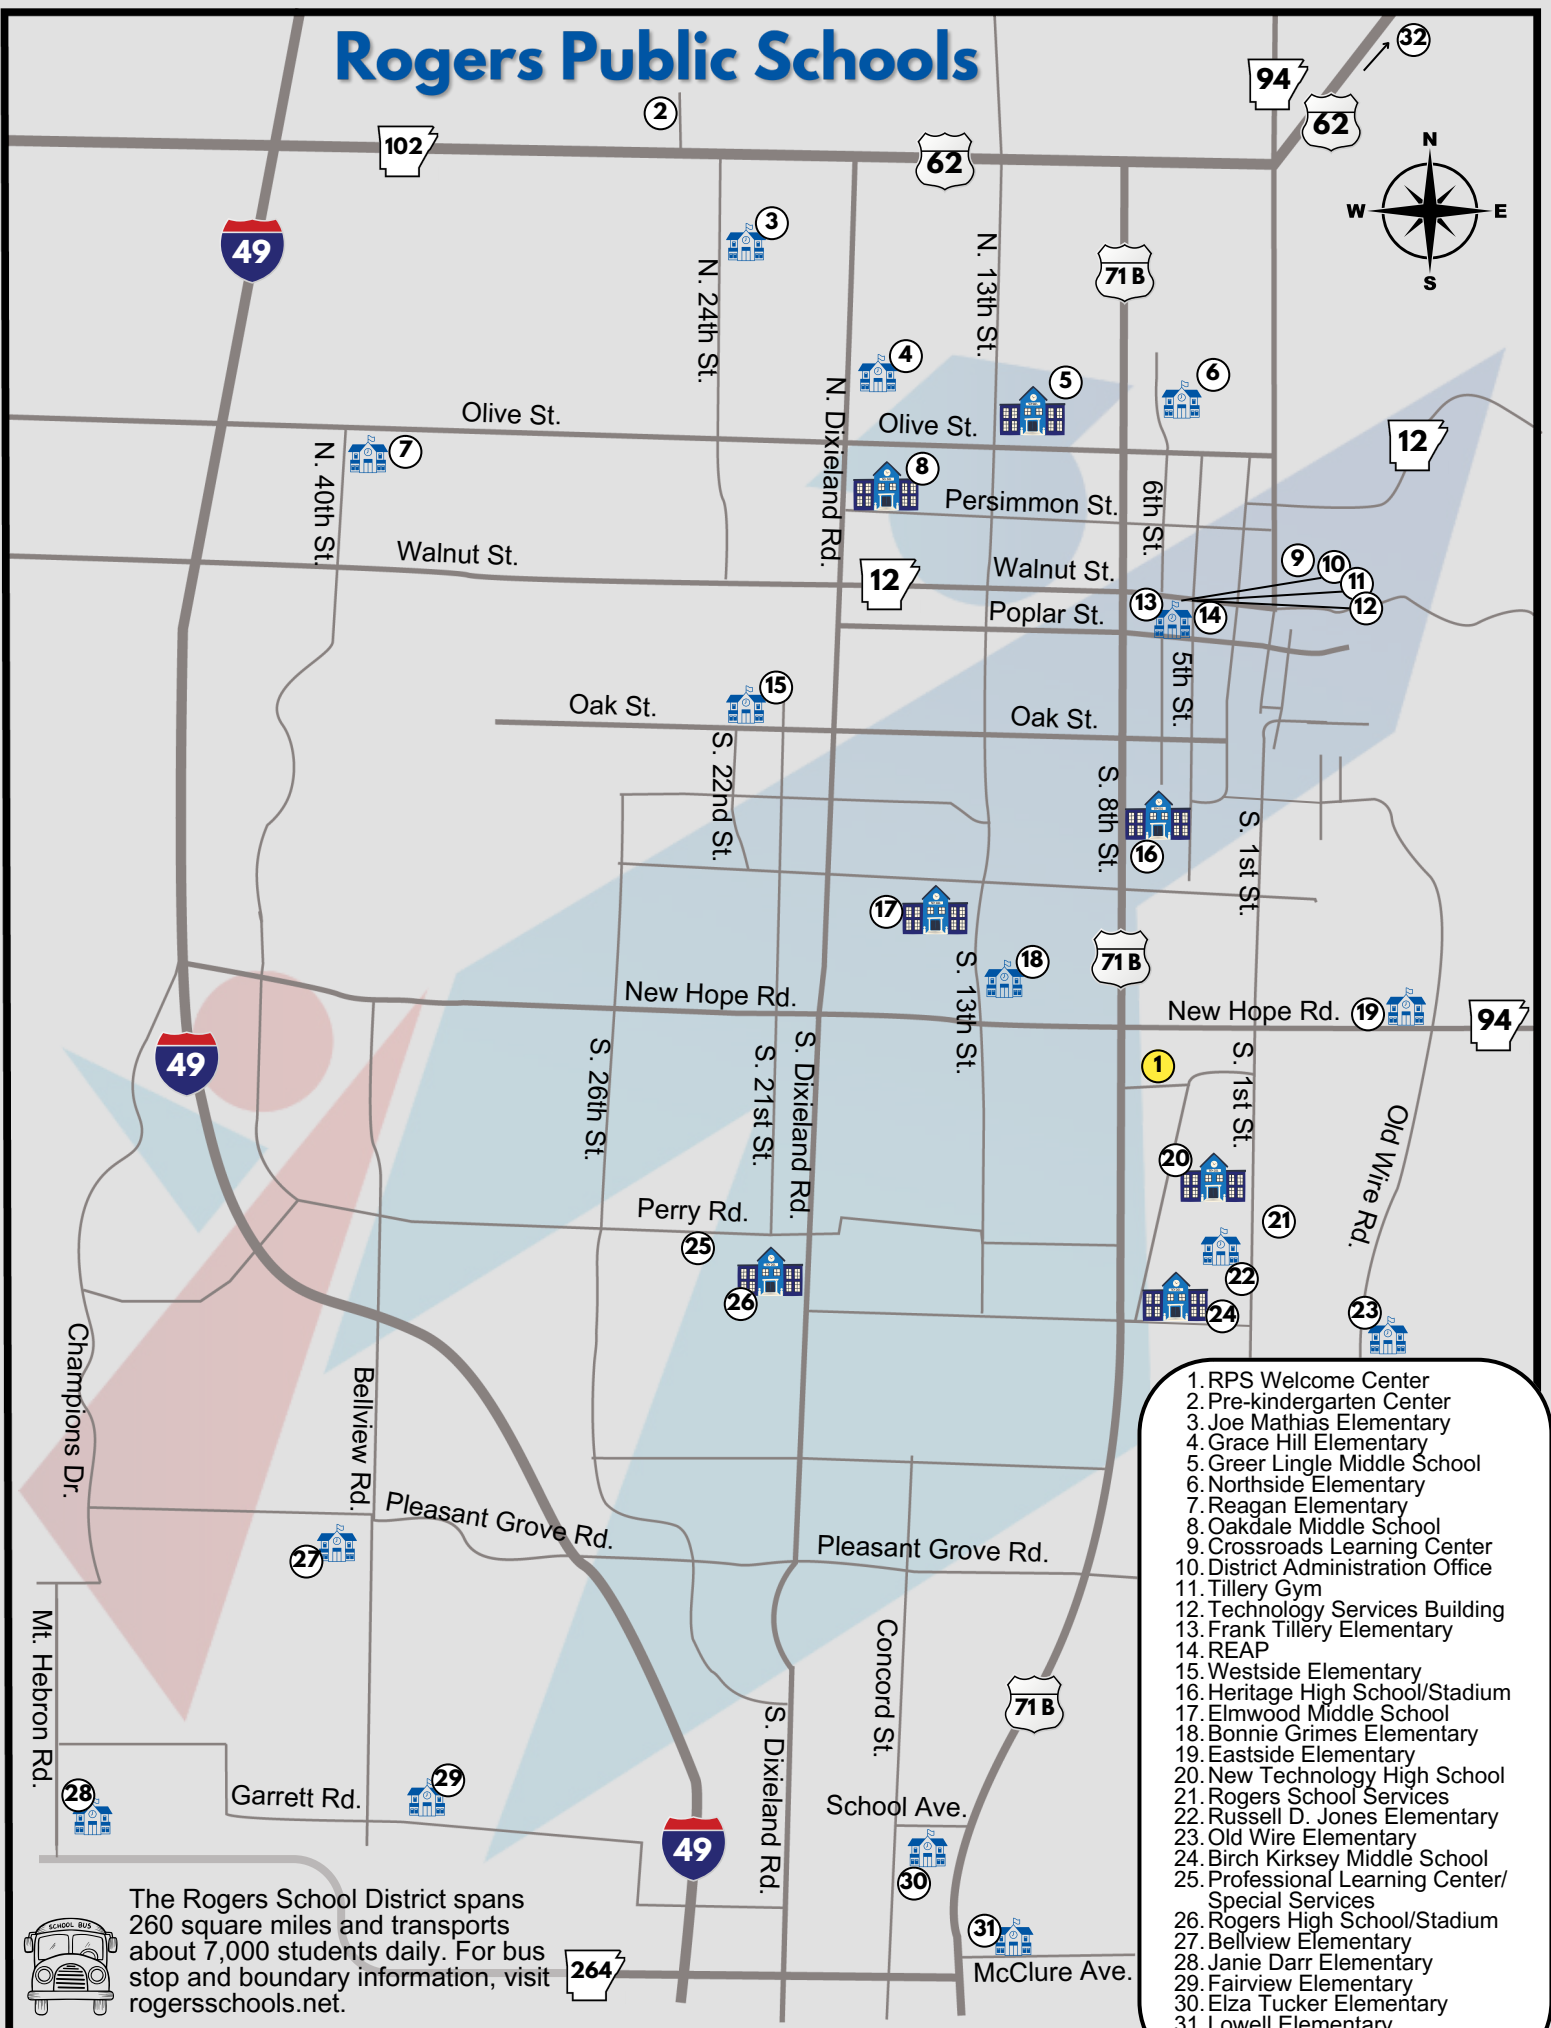 Rogers Public Schools
32
94
62
2
102
62
N
W
E
S
3
49
71 B
N. 24th St.
N. 13th St.
4
5
6
N. Dixieland Rd.
Olive St.
Olive St.
12
7
N. 40th St.
8
Persimmon St.
6th St.
Walnut St.
12
Walnut St.
9
10
11
12
13
14
Poplar St.
5th St.
15
Oak St.
Oak St.
S. 22nd St.
S. 8th St.
16
S. 1st St.
17
18
S. 13th St.
71 B
New Hope Rd.
New Hope Rd.
19
94
49
S. 26th St.
S. 21st St.
S. Dixieland Rd.
1
S. 1st St.
Old Wire Rd.
20
21
22
Perry Rd.
25
26
24
23
Champions Dr.
Bellview Rd.
Pleasant Grove Rd.
Pleasant Grove Rd.
27
Mt. Hebron Rd.
Concord St.
71 B
S. Dixieland Rd.
28
29
Garrett Rd.
School Ave.
49
30
31
McClure Ave.
264
SCHOOL BUS
The Rogers School District spans
260 square miles and transports
about 7,000 students daily. For bus
stop and boundary information, visit
rogersschools.net.
1. RPS Welcome Center
2. Pre-kindergarten Center
3. Joe Mathias Elementary
4. Grace Hill Elementary
5. Greer Lingle Middle School
6. Northside Elementary
7. Reagan Elementary
8. Oakdale Middle School
9. Crossroads Learning Center
10. District Administration Office
11. Tillery Gym
12. Technology Services Building
13. Frank Tillery Elementary
14. REAP
15. Westside Elementary
16. Heritage High School/Stadium
17. Elmwood Middle School
18. Bonnie Grimes Elementary
19. Eastside Elementary
20. New Technology High School
21. Rogers School Services
22. Russell D. Jones Elementary
23. Old Wire Elementary
24. Birch Kirksey Middle School
25. Professional Learning Center/
Special Services
26. Rogers High School/Stadium
27. Bellview Elementary
28. Janie Darr Elementary
29. Fairview Elementary
30. Elza Tucker Elementary
31. Lowell Elementary